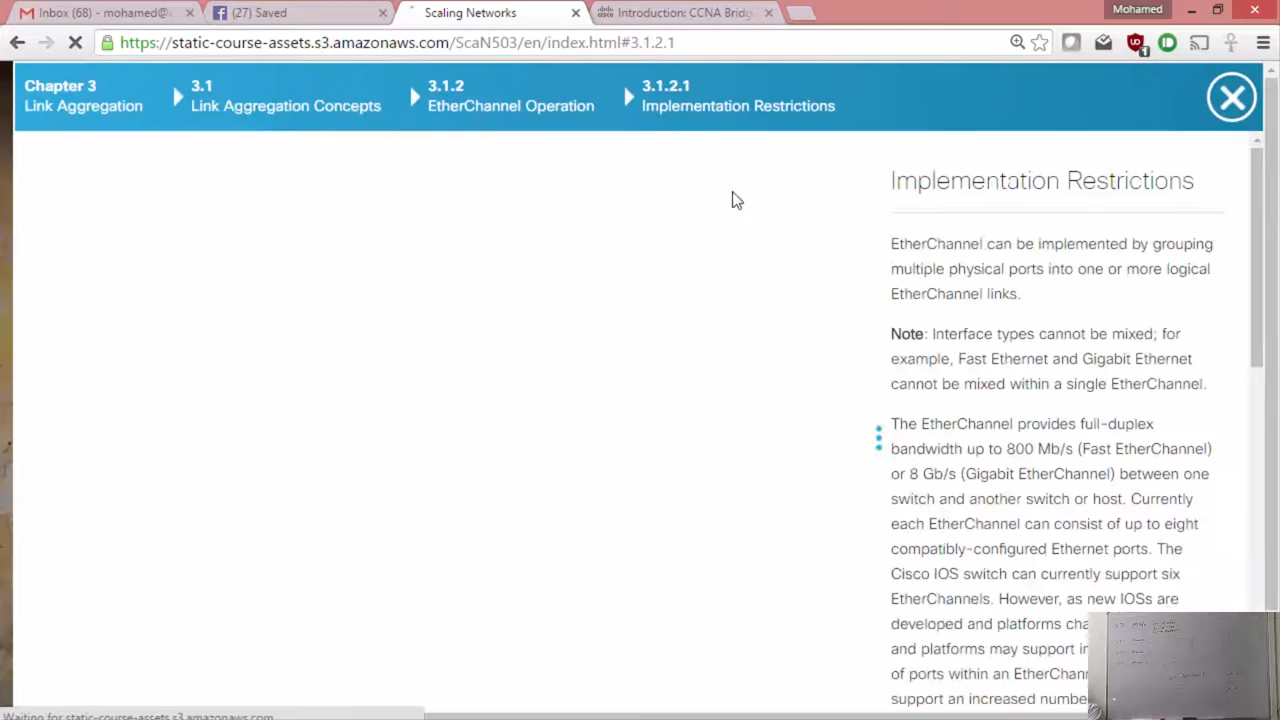 Inbox (68) - mohamed@
(27) Saved
Scaling Networks
Introduction: CCNA Bridg
Mohamed
https://static-course-assets.s3.amazonaws.com/ScaN503/en/index.html#3.1.2.1
Chapter 3
Link Aggregation
3.1
Link Aggregation Concepts
3.1.2
EtherChannel Operation
3.1.2.1
Implementation Restrictions
Implementation Restrictions
EtherChannel can be implemented by grouping
multiple physical ports into one or more logical
EtherChannel links.
Note: Interface types cannot be mixed; for
example, Fast Ethernet and Gigabit Ethernet
cannot be mixed within a single EtherChannel.
The EtherChannel provides full-duplex
bandwidth up to 800 Mb/s (Fast EtherChannel)
or 8 Gb/s (Gigabit EtherChannel) between one
switch and another switch or host. Currently
each EtherChannel can consist of up to eight
compatibly-configured Ethernet ports. The
Cisco IOS switch can currently support six
EtherChannels. However, as new IOSs are
developed and platforms cha
and platforms may support in
of ports within an EtherChann
support an increased numbe
Waiting for static-course-assets.s3.amazonaws.com